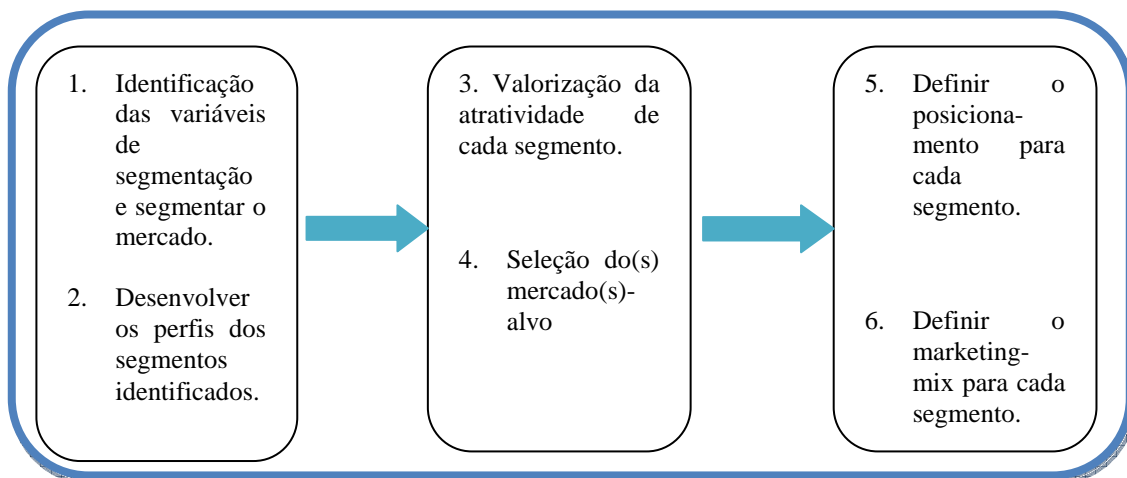 1. Identificação
das variáveis
de
segmentação
e segmentar o
mercado.
2. Desenvolver
os perfis dos
segmentos
identificados.
3. Valorização da
atratividade de
cada segmento.
4. Seleção do(s)
mercado(s)-
alvo
5. Definir o
posiciona-
mento para
cada
segmento.
6. Definir o
marketing-
mix para cada
segmento.